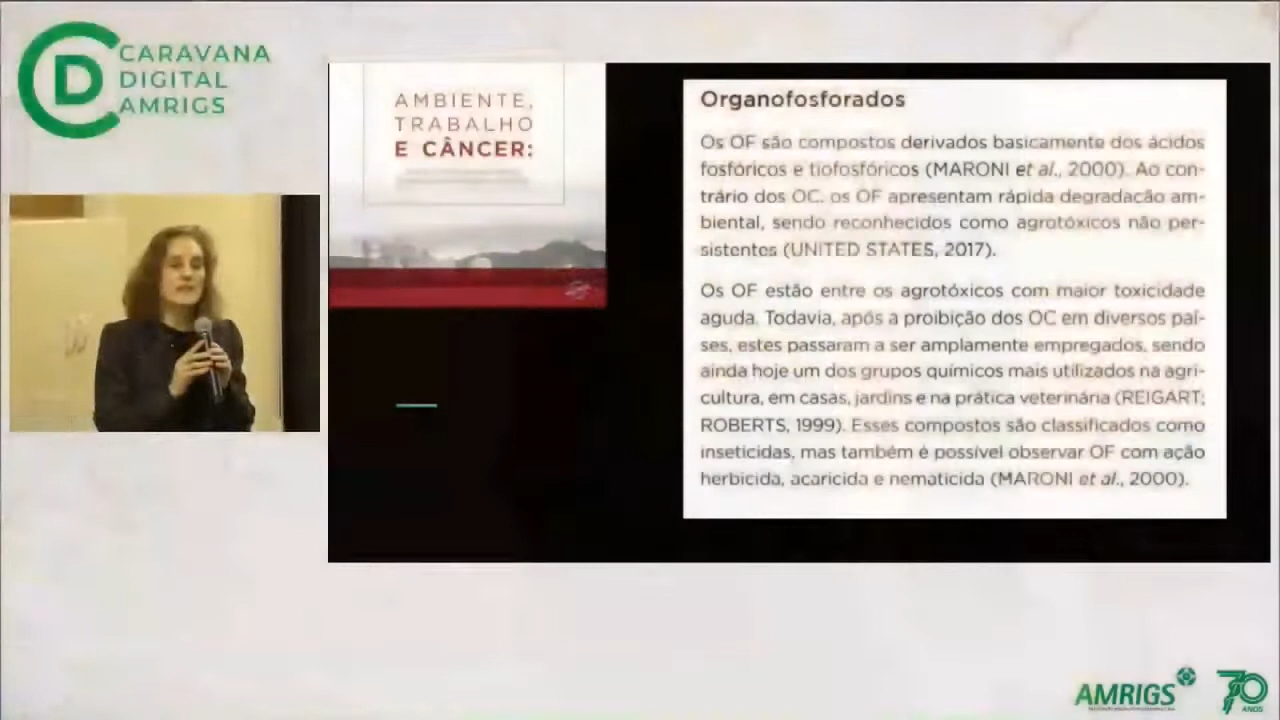 CARAVANA
DIGITAL
AMRIGS
AMBIENTE,
TRABALHO
E CÂNCER:
Organofosforados
Os OF são compostos derivados basicamente dos ácidos
fosfóricos e tiofosfóricos (MARONI et al., 2000). Ao con-
trário dos OC, os OF apresentam rápida degradação am-
biental, sendo reconhecidos como agrotóxicos não per-
sistentes (UNITED STATES, 2017).
Os OF estão entre os agrotóxicos com maior toxicidade
aguda. Todavia, após a proibição dos OC em diversos paí-
ses, estes passaram a ser amplamente empregados, sendo
ainda hoje um dos grupos químicos mais utilizados na agri-
cultura, em casas, jardins e na prática veterinária (REIGART;
ROBERTS, 1999). Esses compostos são classificados como
inseticidas, mas também é possível observar OF com ação
herbicida, acaricida e nematicida (MARONI et al., 2000).
AMRIGS
70
ANOS